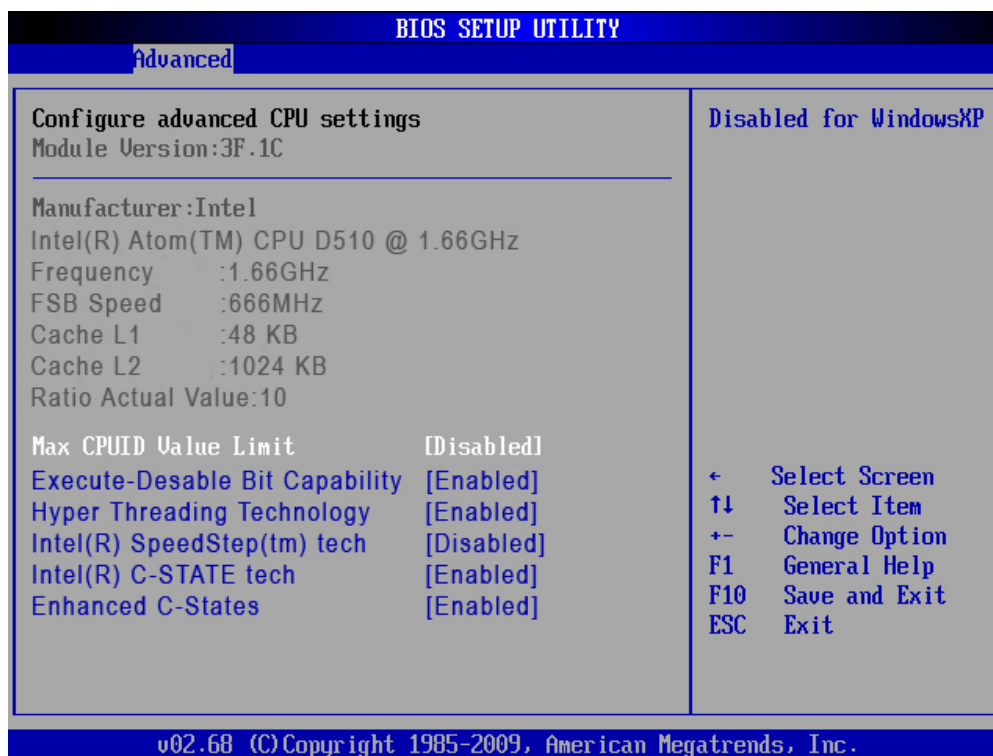 BIOS SETUP UTILITY
Advanced
Configure advanced CPU settings
Module Version:3F.1C
Manufacturer:Intel
Intel(R) Atom(TM) CPU D510 @ 1.66GHz
Frequency :1.66GHz
FSB Speed :666MHz
Cache L1 :48 KB
Cache L2 :1024 KB
Ratio Actual Value:10
Max CPUID Value Limit [Disabled]
Execute-Desable Bit Capability [Enabled]
Hyper Threading Technology [Enabled]
Intel(R) SpeedStep(tm) tech [Disabled]
Intel(R) C-STATE tech [Enabled]
Enhanced C-States [Enabled]
Disabled for WindowsXP
← Select Screen
↑↓ Select Item
+- Change Option
F1 General Help
F10 Save and Exit
ESC Exit
v02.68 (C)Copyright 1985-2009, American Megatrends, Inc.